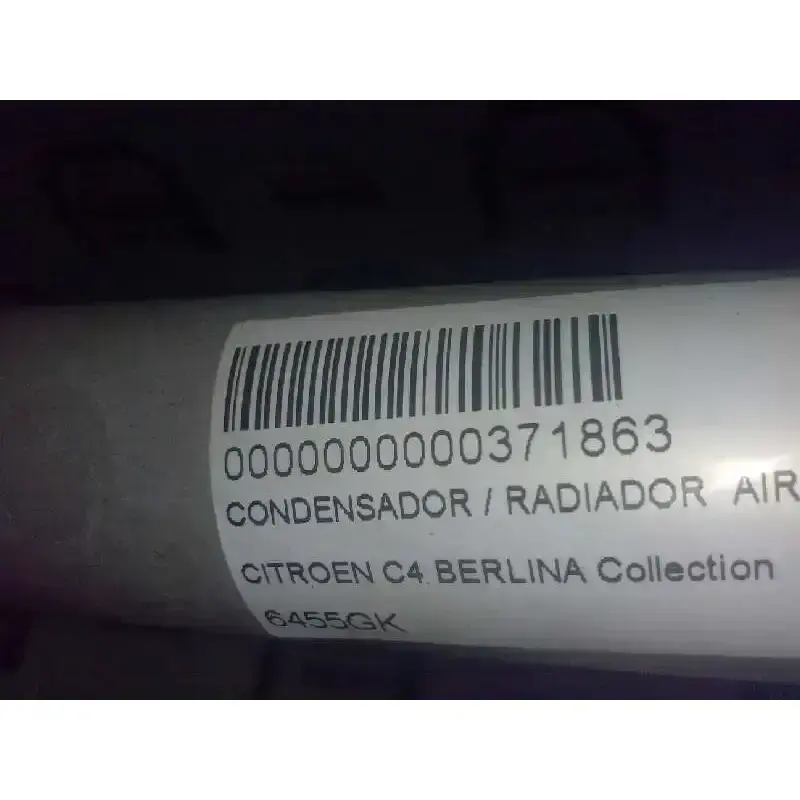 0000000000371863
CONDENSADOR / RADIADOR AIR
CITROEN C4 BERLINA Collection
6455GK